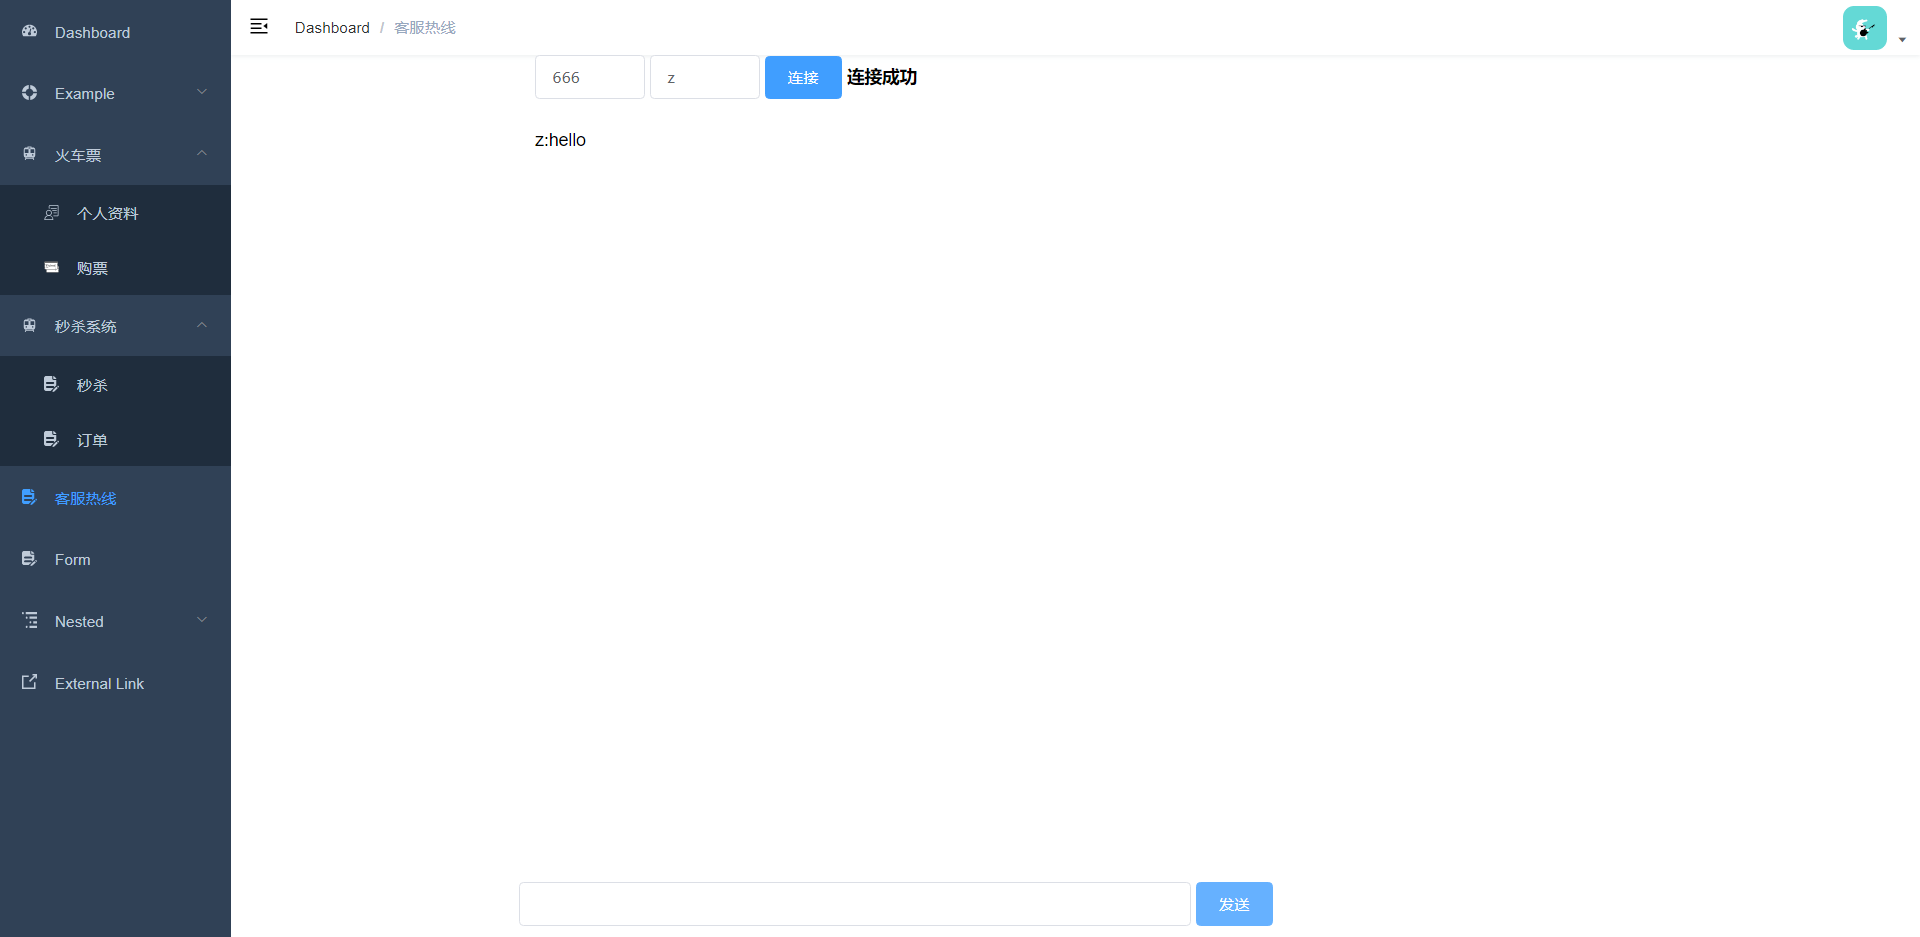 Dashboard
Example
火车票
个人资料
购票
秒杀系统
秒杀
订单
客服热线
Form
Nested
External Link
Dashboard / 客服热线
666 z 连接 连接成功
z:hello
发送